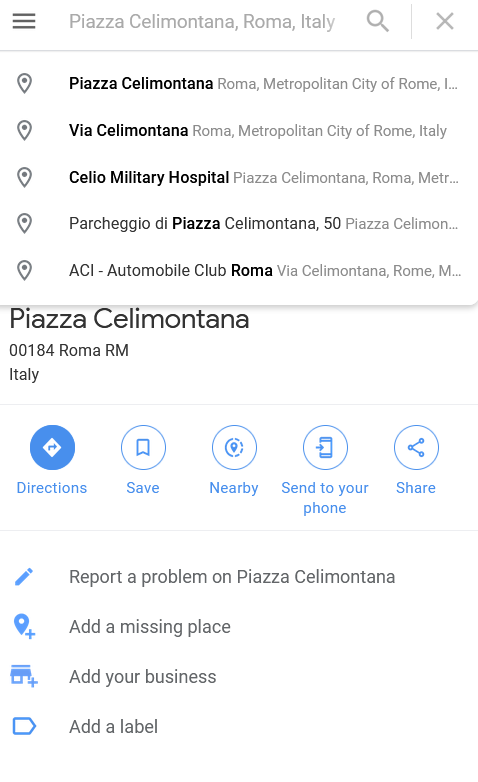 Piazza Celimontana, Roma, Italy
Piazza Celimontana Roma, Metropolitan City of Rome, I...
Via Celimontana Roma, Metropolitan City of Rome, Italy
Celio Military Hospital Piazza Celimontana, Roma, Metr...
Parcheggio di Piazza Celimontana, 50 Piazza Celimon...
ACI - Automobile Club Roma Via Celimontana, Rome, M...
Piazza Celimontana
00184 Roma RM
Italy
Directions Save Nearby Send to your phone Share
Report a problem on Piazza Celimontana
Add a missing place
Add your business
Add a label